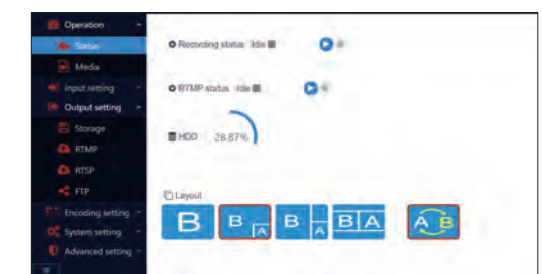 Operation
Status
Media
Input setting
Output setting
Storage
RTMP
RTSP
FTP
Encoding setting
System setting
Advanced setting
Recording status Idle
RTMP status Idle
HDD 28.87%
Layout
B
B A
B A
B A
A B